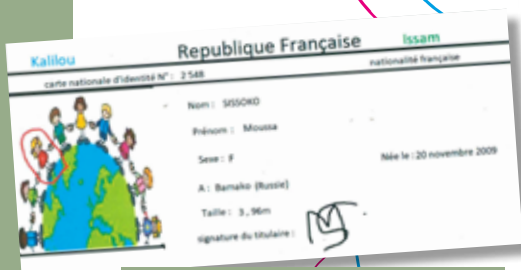 Kalilou Republique Française Issam
carte nationale d'identité N° : 2 548 nationalité française
Nom : SISSOKO
Prénom : Moussa
Sexe : F Née le : 20 novembre 2009
A : Bamako (Russie)
Taille : 3 , 96m
signature du titulaire :